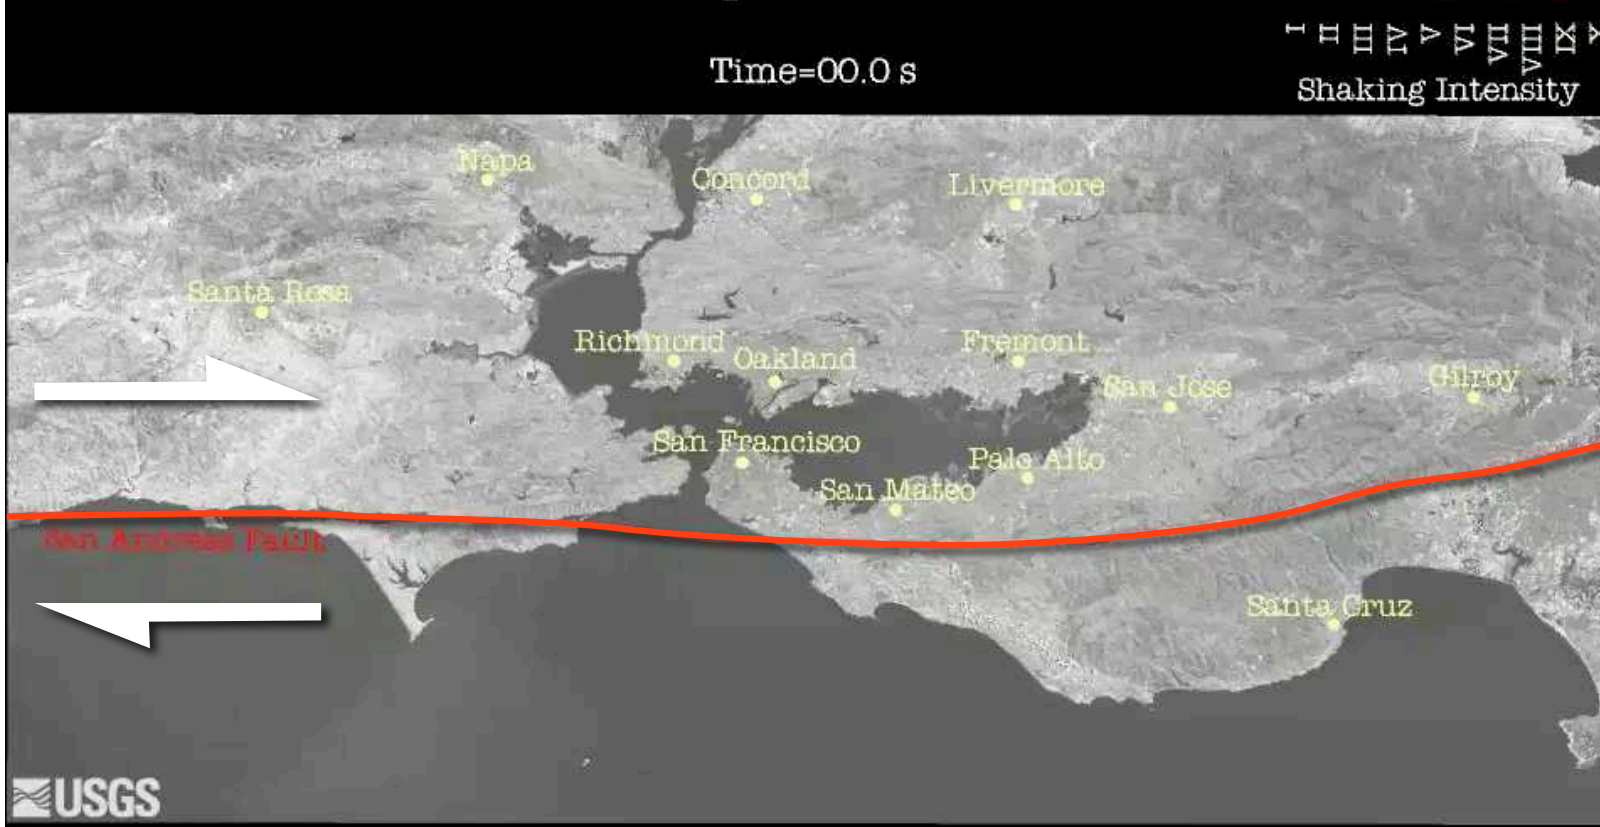 Time=00.0 s
I II III IV V VI VII VIII IX
Shaking Intensity
Napa
Concord
Livermore
Santa Rosa
Richmond
Oakland
Fremont
San Jose
Gilroy
San Francisco
Palo Alto
San Mateo
San Andreas Fault
Santa Cruz
USGS